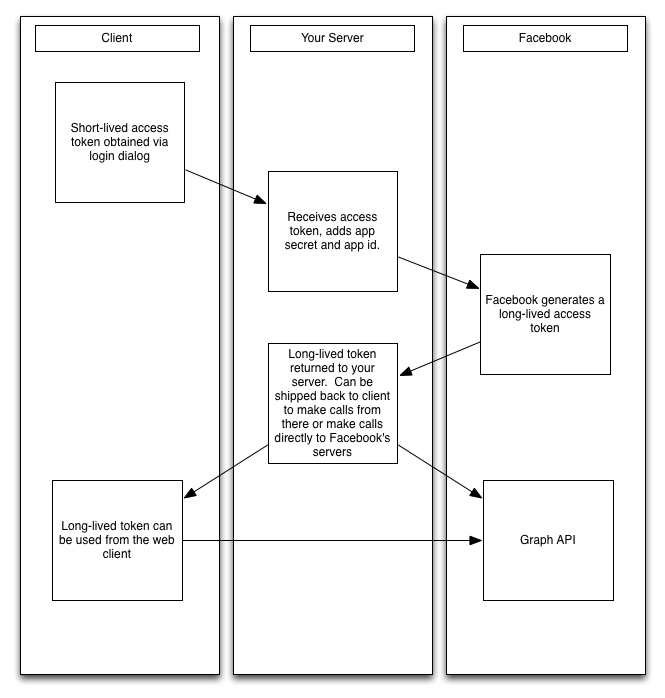 Client
Your Server
Facebook
Short-lived access
token obtained via
login dialog
Receives access
token, adds app
secret and app id.
Facebook generates a
long-lived access
token
Long-lived token
returned to your
server.  Can be
shipped back to client
to make calls from
there or make calls
directly to Facebook's
servers
Long-lived token can
be used from the web
client
Graph API